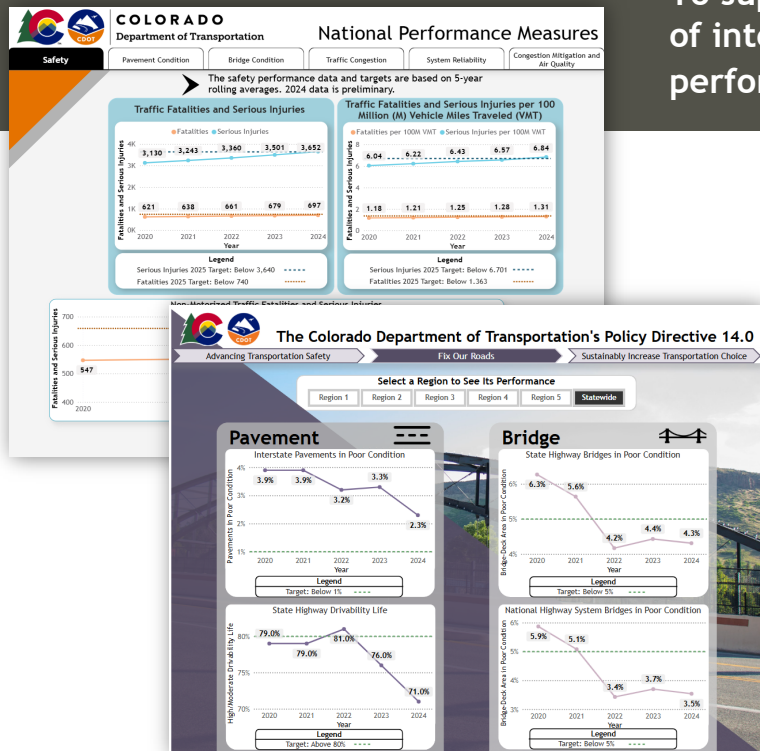 To sup
of inte
perfor
COLORADO
Department of Transportation
CDOT
National Performance Measures
Safety
Pavement Condition
Bridge Condition
Traffic Congestion
System Reliability
Congestion Mitigation and
Air Quality
The safety performance data and targets are based on 5-year
rolling averages. 2024 data is preliminary.
Traffic Fatalities and Serious Injuries
Fatalities Serious Injuries
Fatalities and Serious Injuries
4K
3K
2K
1K
0K
3,130 3,243 3,360 3,501 3,652
621 638 661 679 697
2020 2021 2022 2023 2024
Year
Legend
Serious Injuries 2025 Target: Below 3,640
Fatalities 2025 Target: Below 740
Traffic Fatalities and Serious Injuries per 100
Million (M) Vehicle Miles Traveled (VMT)
Fatalities per 100M VMT Serious Injuries per 100M VMT
Fatalities and Serious Injuries
8
6
4
2
0
6.04 6.22 6.43 6.57 6.84
1.18 1.21 1.25 1.28 1.31
2020 2021 2022 2023 2024
Year
Legend
Serious Injuries 2025 Target: Below 6.701
Fatalities 2025 Target: Below 1.363
Non-Motorized Traffic Fatalities and Serious Injuries
Fatalities and Serious Injuries
700
600
500
400
547
2020
CDOT
The Colorado Department of Transportation's Policy Directive 14.0
Advancing Transportation Safety
Fix Our Roads
Sustainably Increase Transportation Choice
Select a Region to See Its Performance
Region 1
Region 2
Region 3
Region 4
Region 5
Statewide
Pavement
Interstate Pavements in Poor Condition
Pavements in Poor Condition
4%
3%
2%
1%
3.9% 3.9% 3.2% 3.3% 2.3%
2020 2021 2022 2023 2024
Year
Legend
Target: Below 1%
State Highway Drivability Life
High/Moderate Drivability Life
80%
75%
70%
79.0% 79.0% 81.0% 76.0% 71.0%
2020 2021 2022 2023 2024
Year
Legend
Target: Above 80%
Bridge
State Highway Bridges in Poor Condition
Bridge-Deck Area in Poor Condition
6%
5%
4%
6.3% 5.6% 4.2% 4.4% 4.3%
2020 2021 2022 2023 2024
Year
Legend
Target: Below 5%
National Highway System Bridges in Poor Condition
Bridge-Deck Area in Poor Condition
6%
5%
4%
3%
5.9% 5.1% 3.4% 3.7% 3.5%
2020 2021 2022 2023 2024
Year
Legend
Target: Below 5%